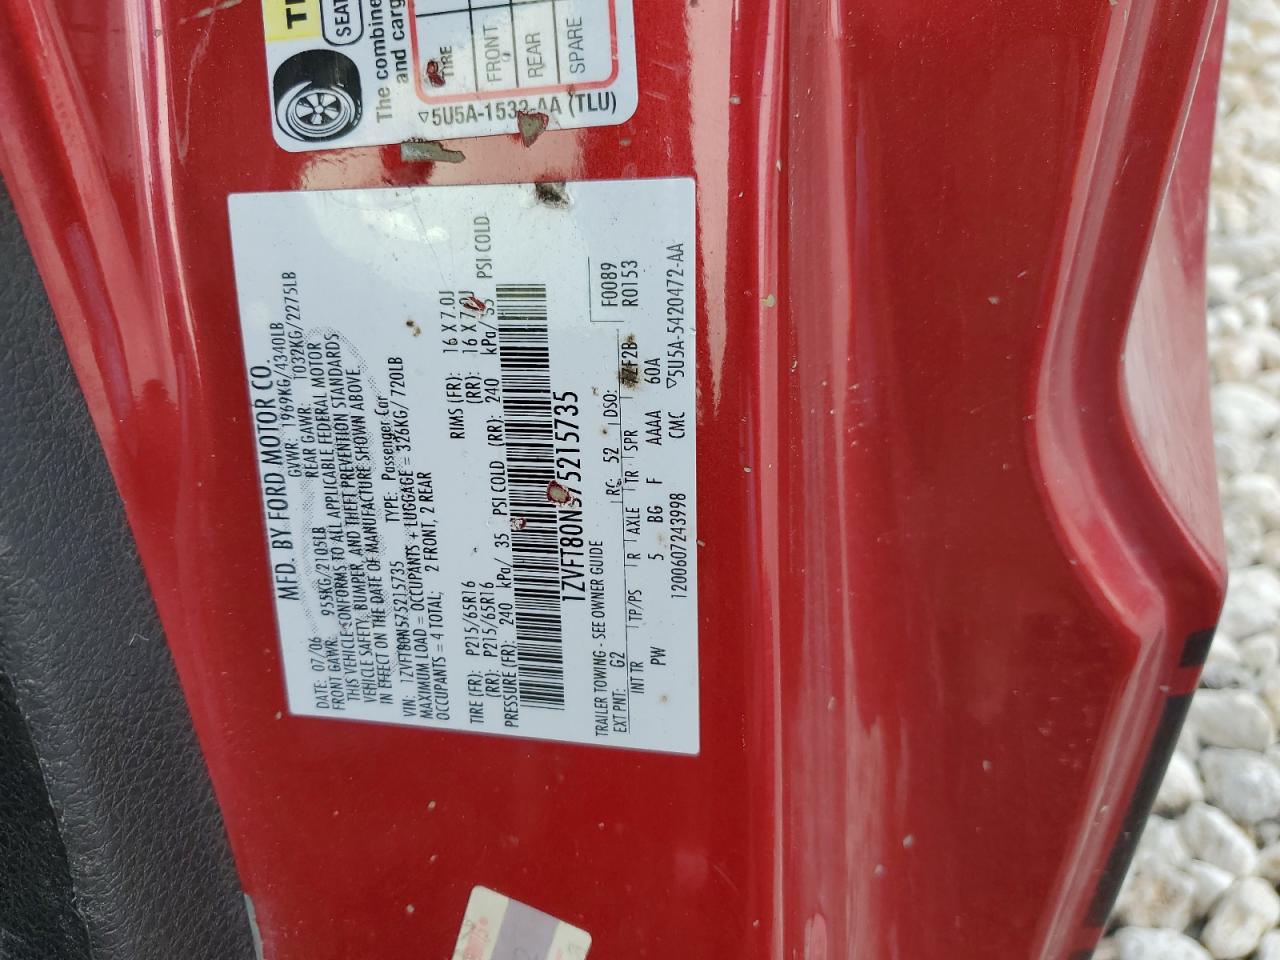 SEAT
The combine
and carg
TIRE
FRONT
REAR
SPARE
▽5U5A-1532-AA (TLU)
MFD. BY FORD MOTOR CO.
DATE: 07/06 GVWR: 1969KG/4340LB
FRONT GAWR: 955KG/2105LB REAR GAWR: 1032KG/2275LB
THIS VEHICLE CONFORMS TO ALL APPLICABLE FEDERAL MOTOR
VEHICLE SAFETY, BUMPER, AND THEFT PREVENTION STANDARDS
IN EFFECT ON THE DATE OF MANUFACTURE SHOWN ABOVE
VIN: 1ZVFT80N575215735 TYPE: Passenger Car
MAXIMUM LOAD = OCCUPANTS + LUGGAGE = 326KG/ 720LB
OCCUPANTS = 4 TOTAL; 2 FRONT, 2 REAR
TIRE (FR): P215/65R16 RIMS (FR): 16 X 7.0J
(RR): P215/65R16 (RR): 16 X 7.0J
PRESSURE (FR): 240 kPa/ 35 PSI COLD (RR): 240 kPa/ 35 PSI COLD
1ZVFT80N575215735
TRAILER TOWING - SEE OWNER GUIDE F0089
EXT PNT: G2 RC: 52 DSO: R0153
INT TR TP/PS R AXLE TR SPR
PW 5 BG F AAAA 60A
1200607243998 CMC ▽5U5A-5420472-AA